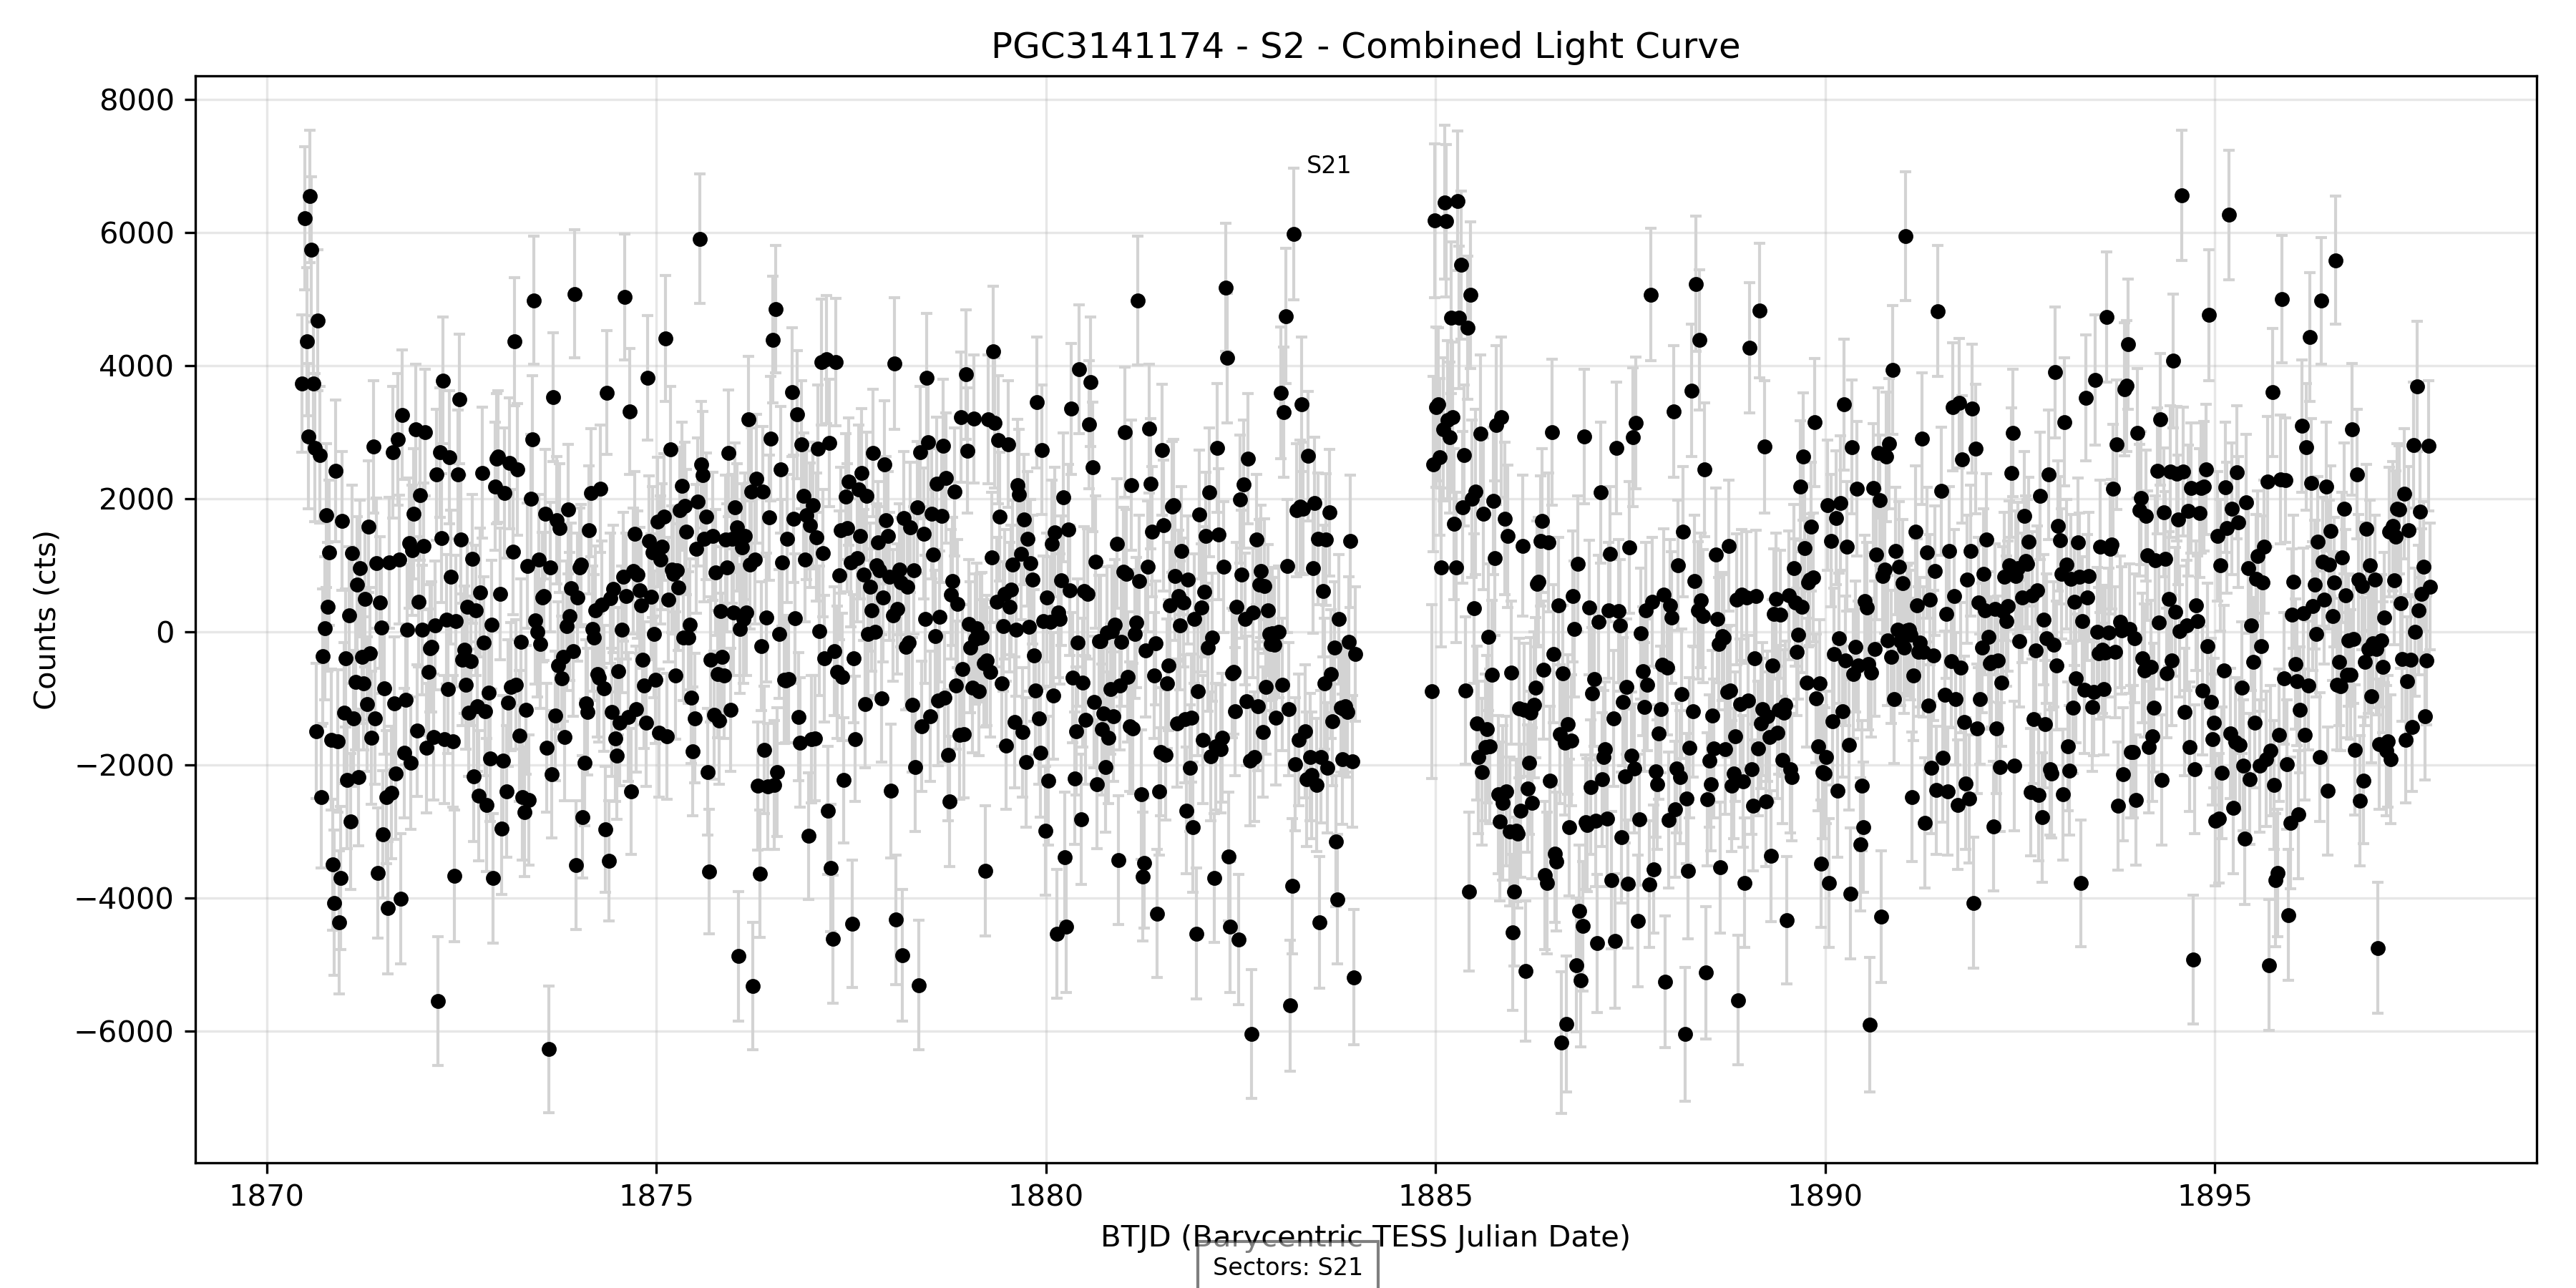 PGC3141174 - S2 - Combined Light Curve
8000
6000
4000
2000
0
−2000
−4000
−6000
Counts (cts)
S21
1870
1875
1880
1885
1890
1895
BTJD (Barycentric TESS Julian Date)
Sectors: S21